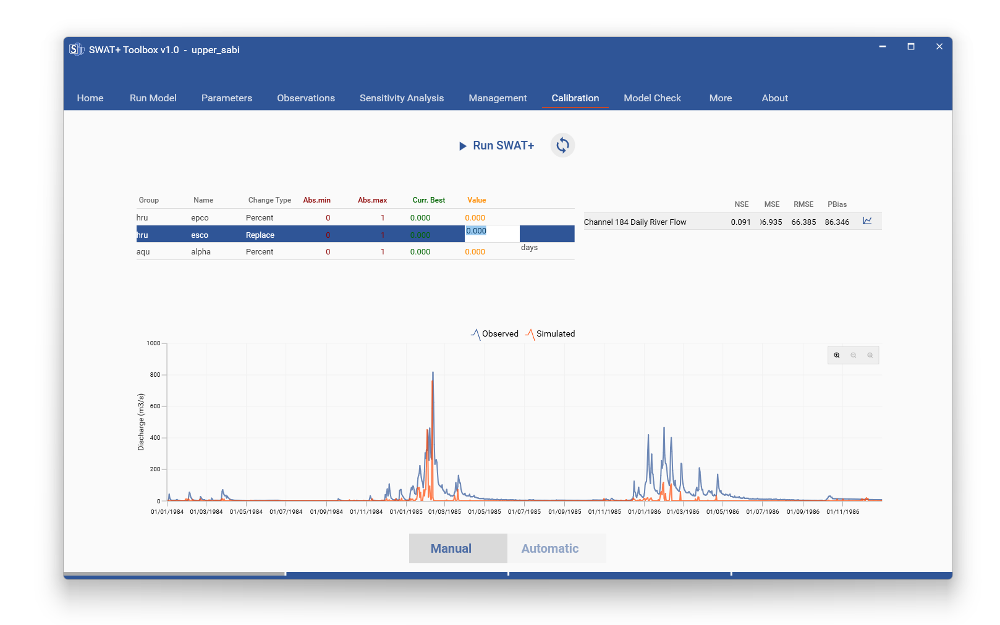 SWAT+ Toolbox v1.0 - upper_sabi
Home Run Model Parameters Observations Sensitivity Analysis Management Calibration Model Check More About
Run SWAT+
Group Name Change Type Abs.min Abs.max Curr. Best Value
hru epco Percent 0 1 0.000 0.000
hru esco Replace 0 1 0.000 0.000
aqu alpha Percent 0 1 0.000 0.000 days
NSE MSE RMSE PBias
Channel 184 Daily River Flow 0.091 6.935 66.385 86.346
Observed Simulated
1000
800
600
400
200
0
Discharge (m3/s)
01/01/1984 01/03/1984 01/05/1984 01/07/1984 01/09/1984 01/11/1984 01/01/1985 01/03/1985 01/05/1985 01/07/1985 01/09/1985 01/11/1985 01/01/1986 01/03/1986 01/05/1986 01/07/1986 01/09/1986 01/11/1986
Manual Automatic